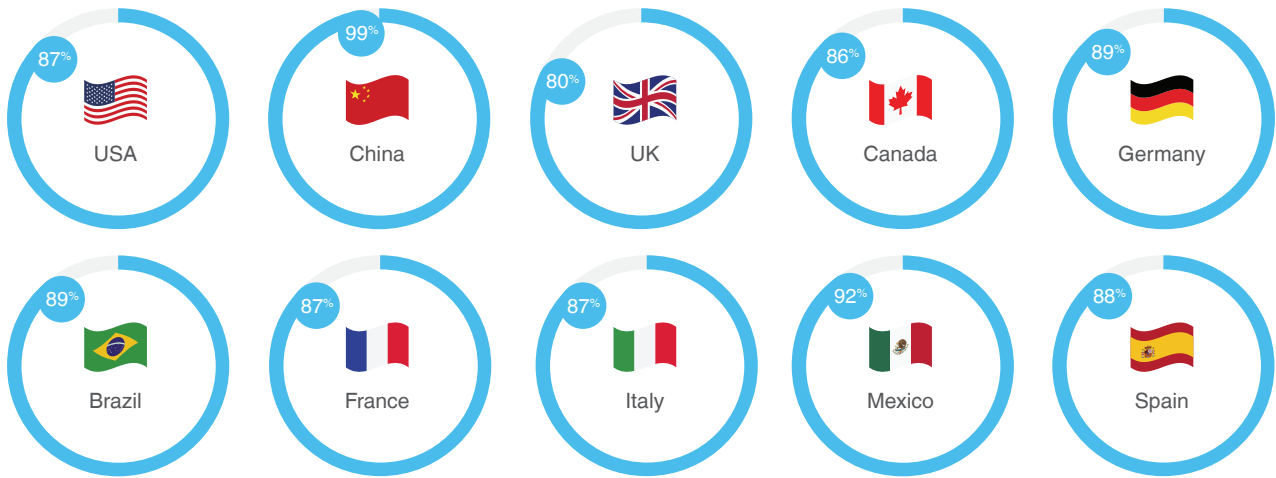 87%
USA
99%
China
80%
UK
86%
Canada
89%
Germany
89%
Brazil
87%
France
87%
Italy
92%
Mexico
88%
Spain